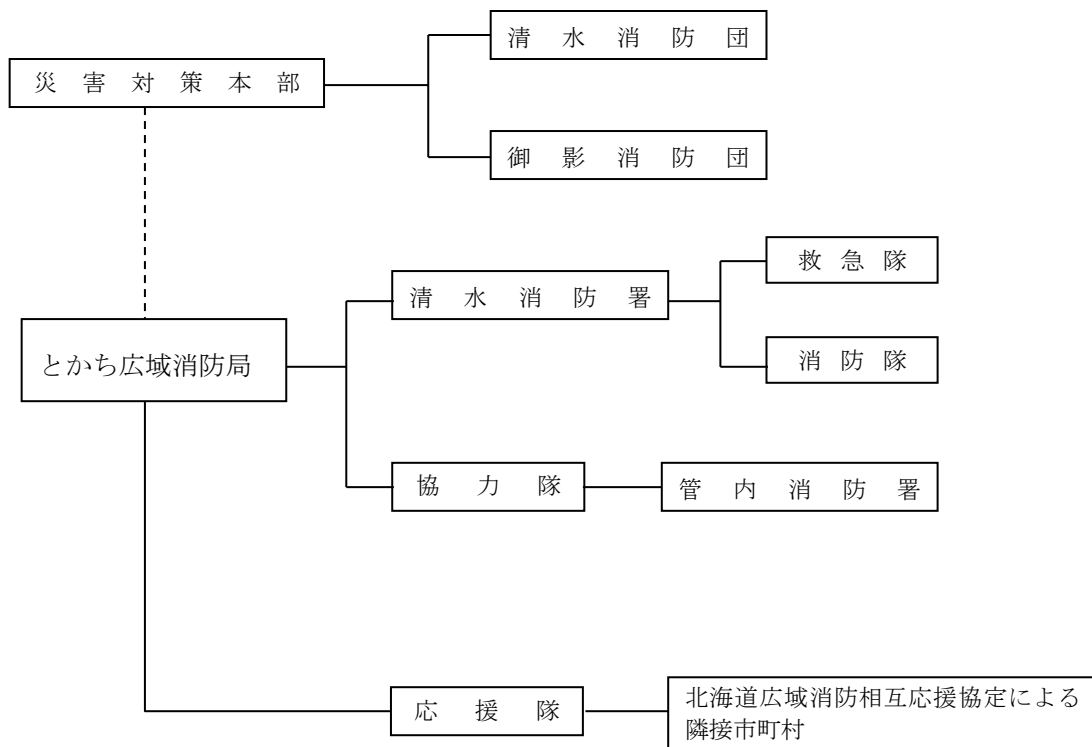 清水消防団
災害対策本部
御影消防団
救急隊
清水消防署
とかち広域消防局
消防隊
協力隊
管内消防署
応援隊
北海道広域消防相互応援協定による
隣接市町村